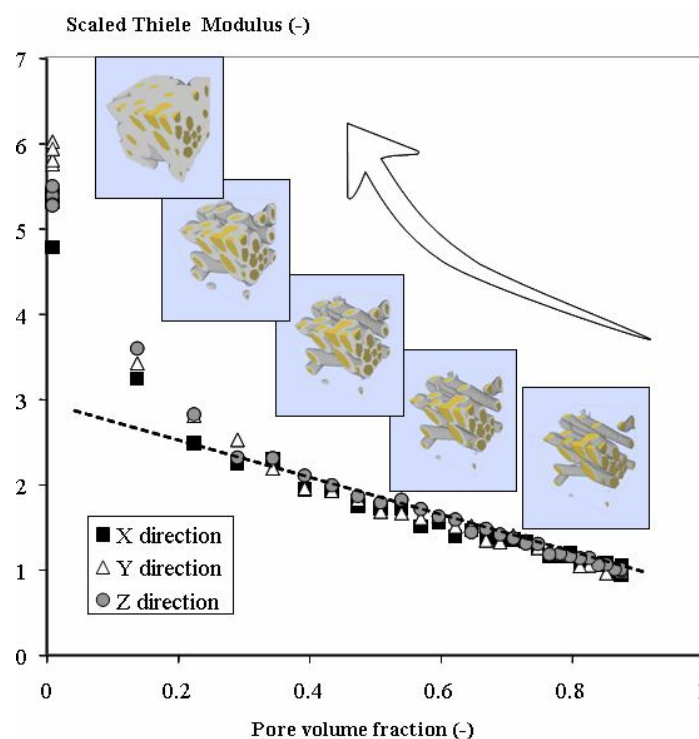 Scaled Thiele Modulus (-)
7
6
5
4
3
2
1
0
X direction
Y direction
Z direction
0
0.2
0.4
0.6
0.8
Pore volume fraction (-)